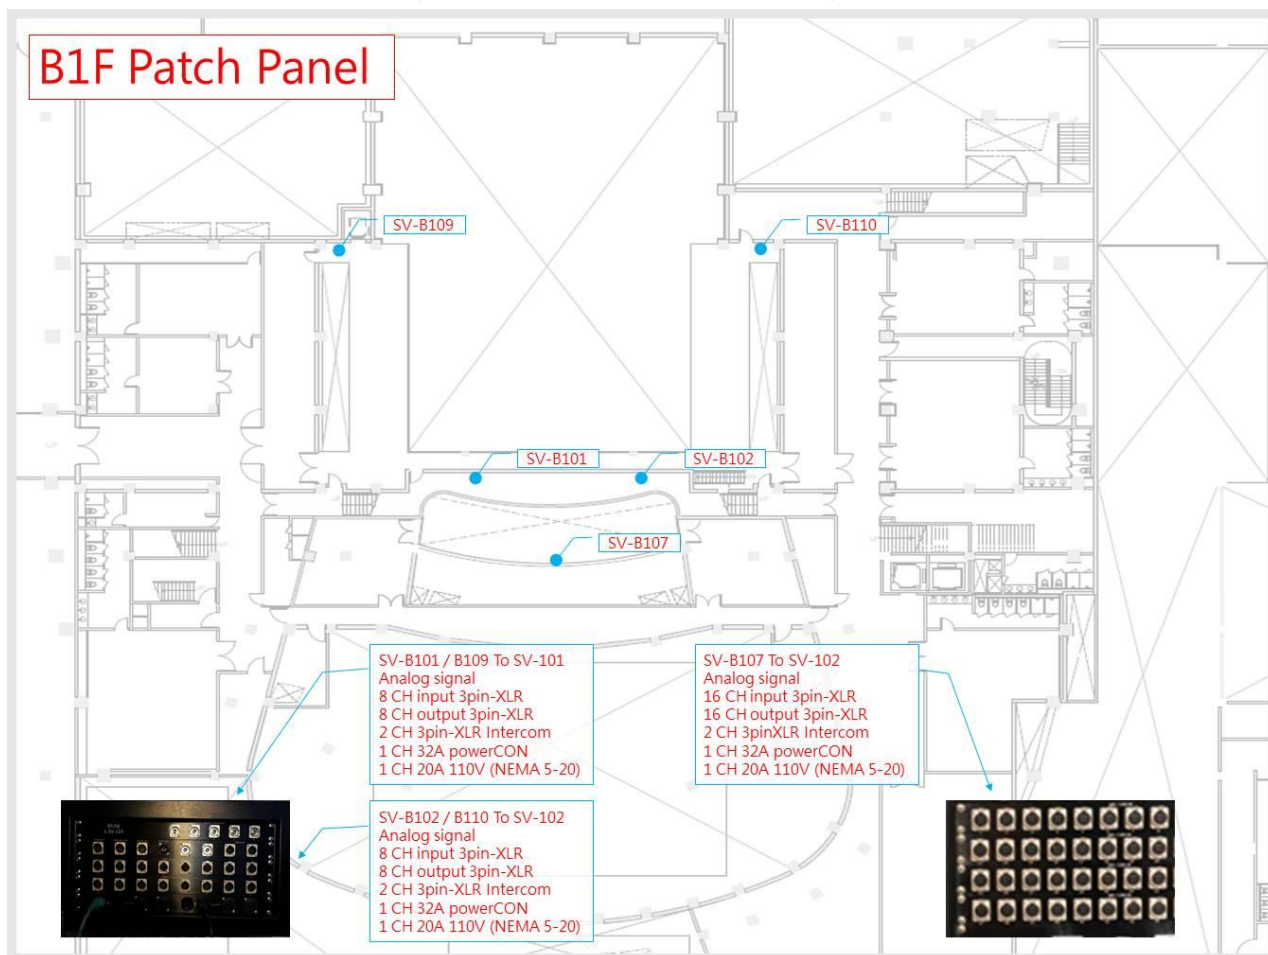 B1F Patch Panel
SV-B109
SV-B110
SV-B101
SV-B102
SV-B107
SV-B101 / B109 To SV-101
Analog signal
8 CH input 3pin-XLR
8 CH output 3pin-XLR
2 CH 3pin-XLR Intercom
1 CH 32A powerCON
1 CH 20A 110V (NEMA 5-20)
SV-B107 To SV-102
Analog signal
16 CH input 3pin-XLR
16 CH output 3pin-XLR
2 CH 3pinXLR Intercom
1 CH 32A powerCON
1 CH 20A 110V (NEMA 5-20)
SV-B102 / B110 To SV-102
Analog signal
8 CH input 3pin-XLR
8 CH output 3pin-XLR
2 CH 3pin-XLR Intercom
1 CH 32A powerCON
1 CH 20A 110V (NEMA 5-20)